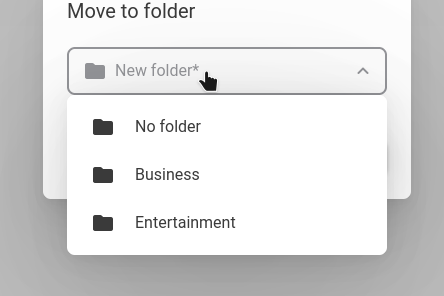 Move to folder
New folder*
No folder
Business
Entertainment